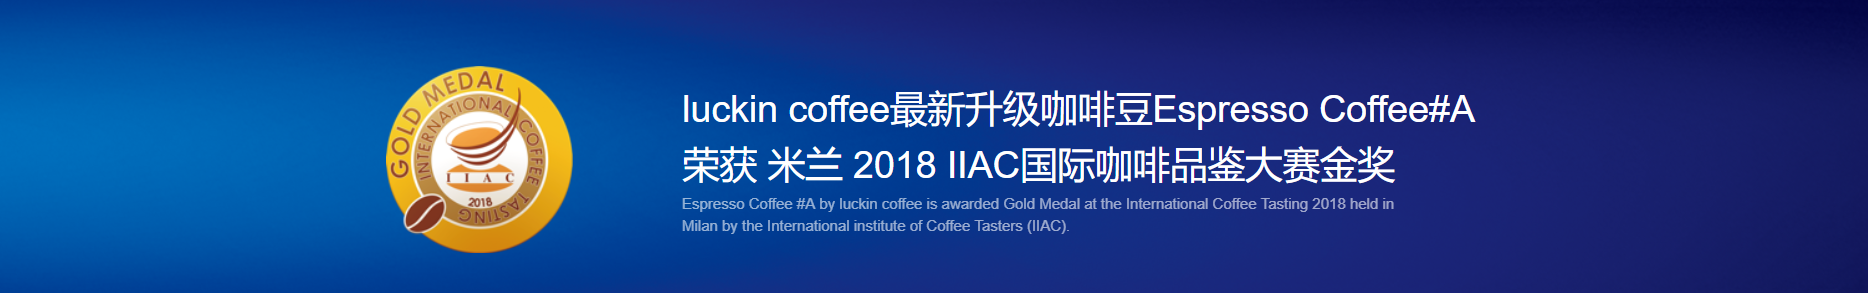 GOLD MEDAL
INTERNATIONAL COFFEE TASTING
IIAC
2018
luckin coffee最新升级咖啡豆Espresso Coffee#A
荣获 米兰 2018 IIAC国际咖啡品鉴大赛金奖
Espresso Coffee #A by luckin coffee is awarded Gold Medal at the International Coffee Tasting 2018 held in
Milan by the International institute of Coffee Tasters (IIAC).